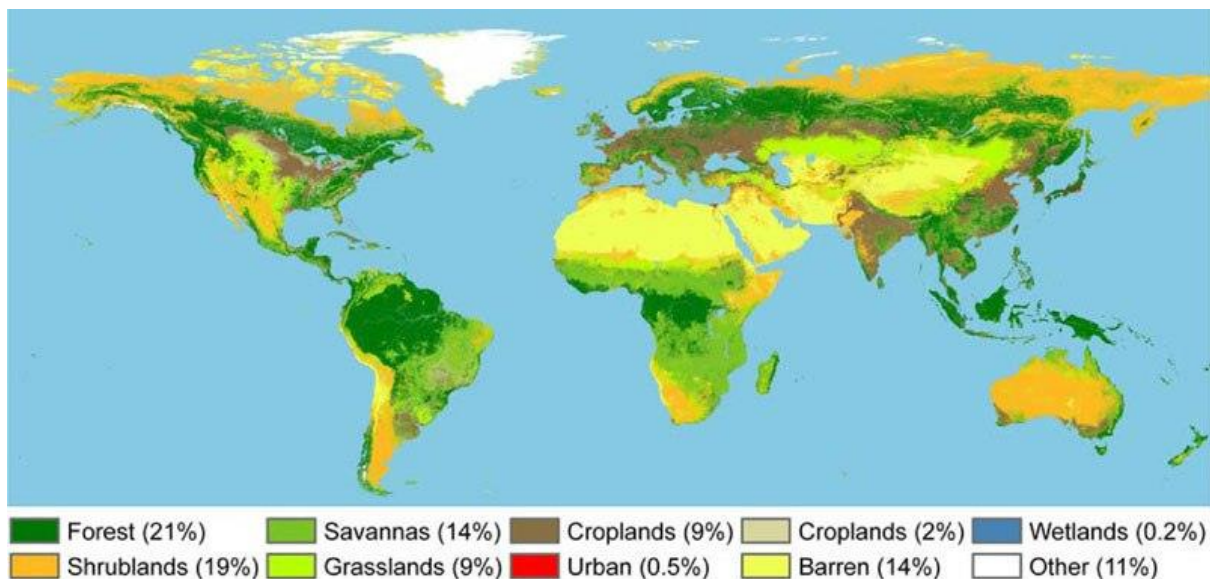 Forest (21%) Savannas (14%) Croplands (9%) Croplands (2%) Wetlands (0.2%)
Shrublands (19%) Grasslands (9%) Urban (0.5%) Barren (14%) Other (11%)